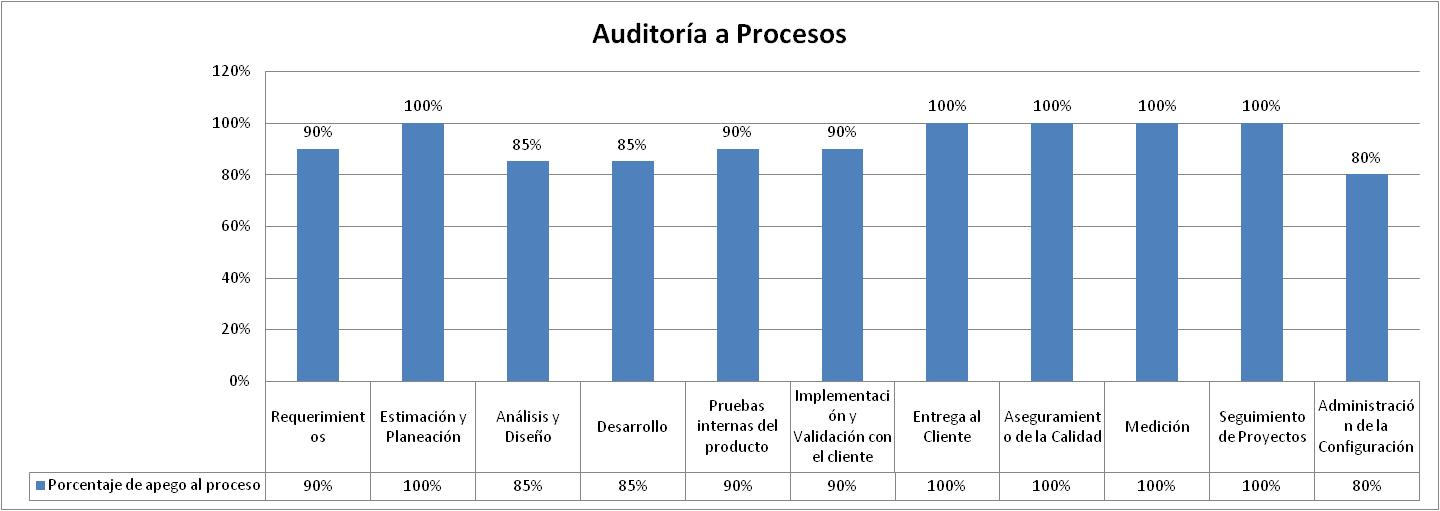 Auditoría a Procesos
120%
100%
80%
60%
40%
20%
0%
90%
100%
85%
85%
90%
90%
100%
100%
100%
100%
80%
Requerimient
os
Estimación y
Planeación
Análisis y
Diseño
Desarrollo
Pruebas
internas del
producto
Implementaci
ón y
Validación con
el cliente
Entrega al
Cliente
Aseguramient
o de la Calidad
Medición
Seguimiento
de Proyectos
Administració
n de la
Configuración
Porcentaje de apego al proceso 90% 100% 85% 85% 90% 90% 100% 100% 100% 100% 80%